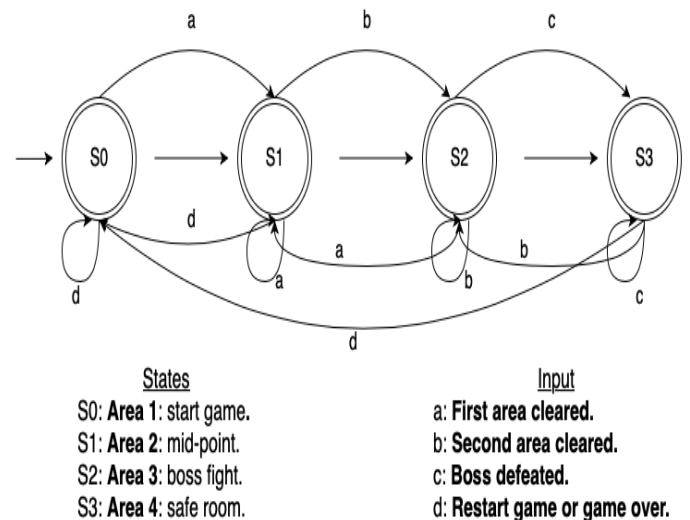 a b c
S0 S1 S2 S3
d
a b
d a b c
d
States Input
S0: Area 1: start game. a: First area cleared.
S1: Area 2: mid-point. b: Second area cleared.
S2: Area 3: boss fight. c: Boss defeated.
S3: Area 4: safe room. d: Restart game or game over.